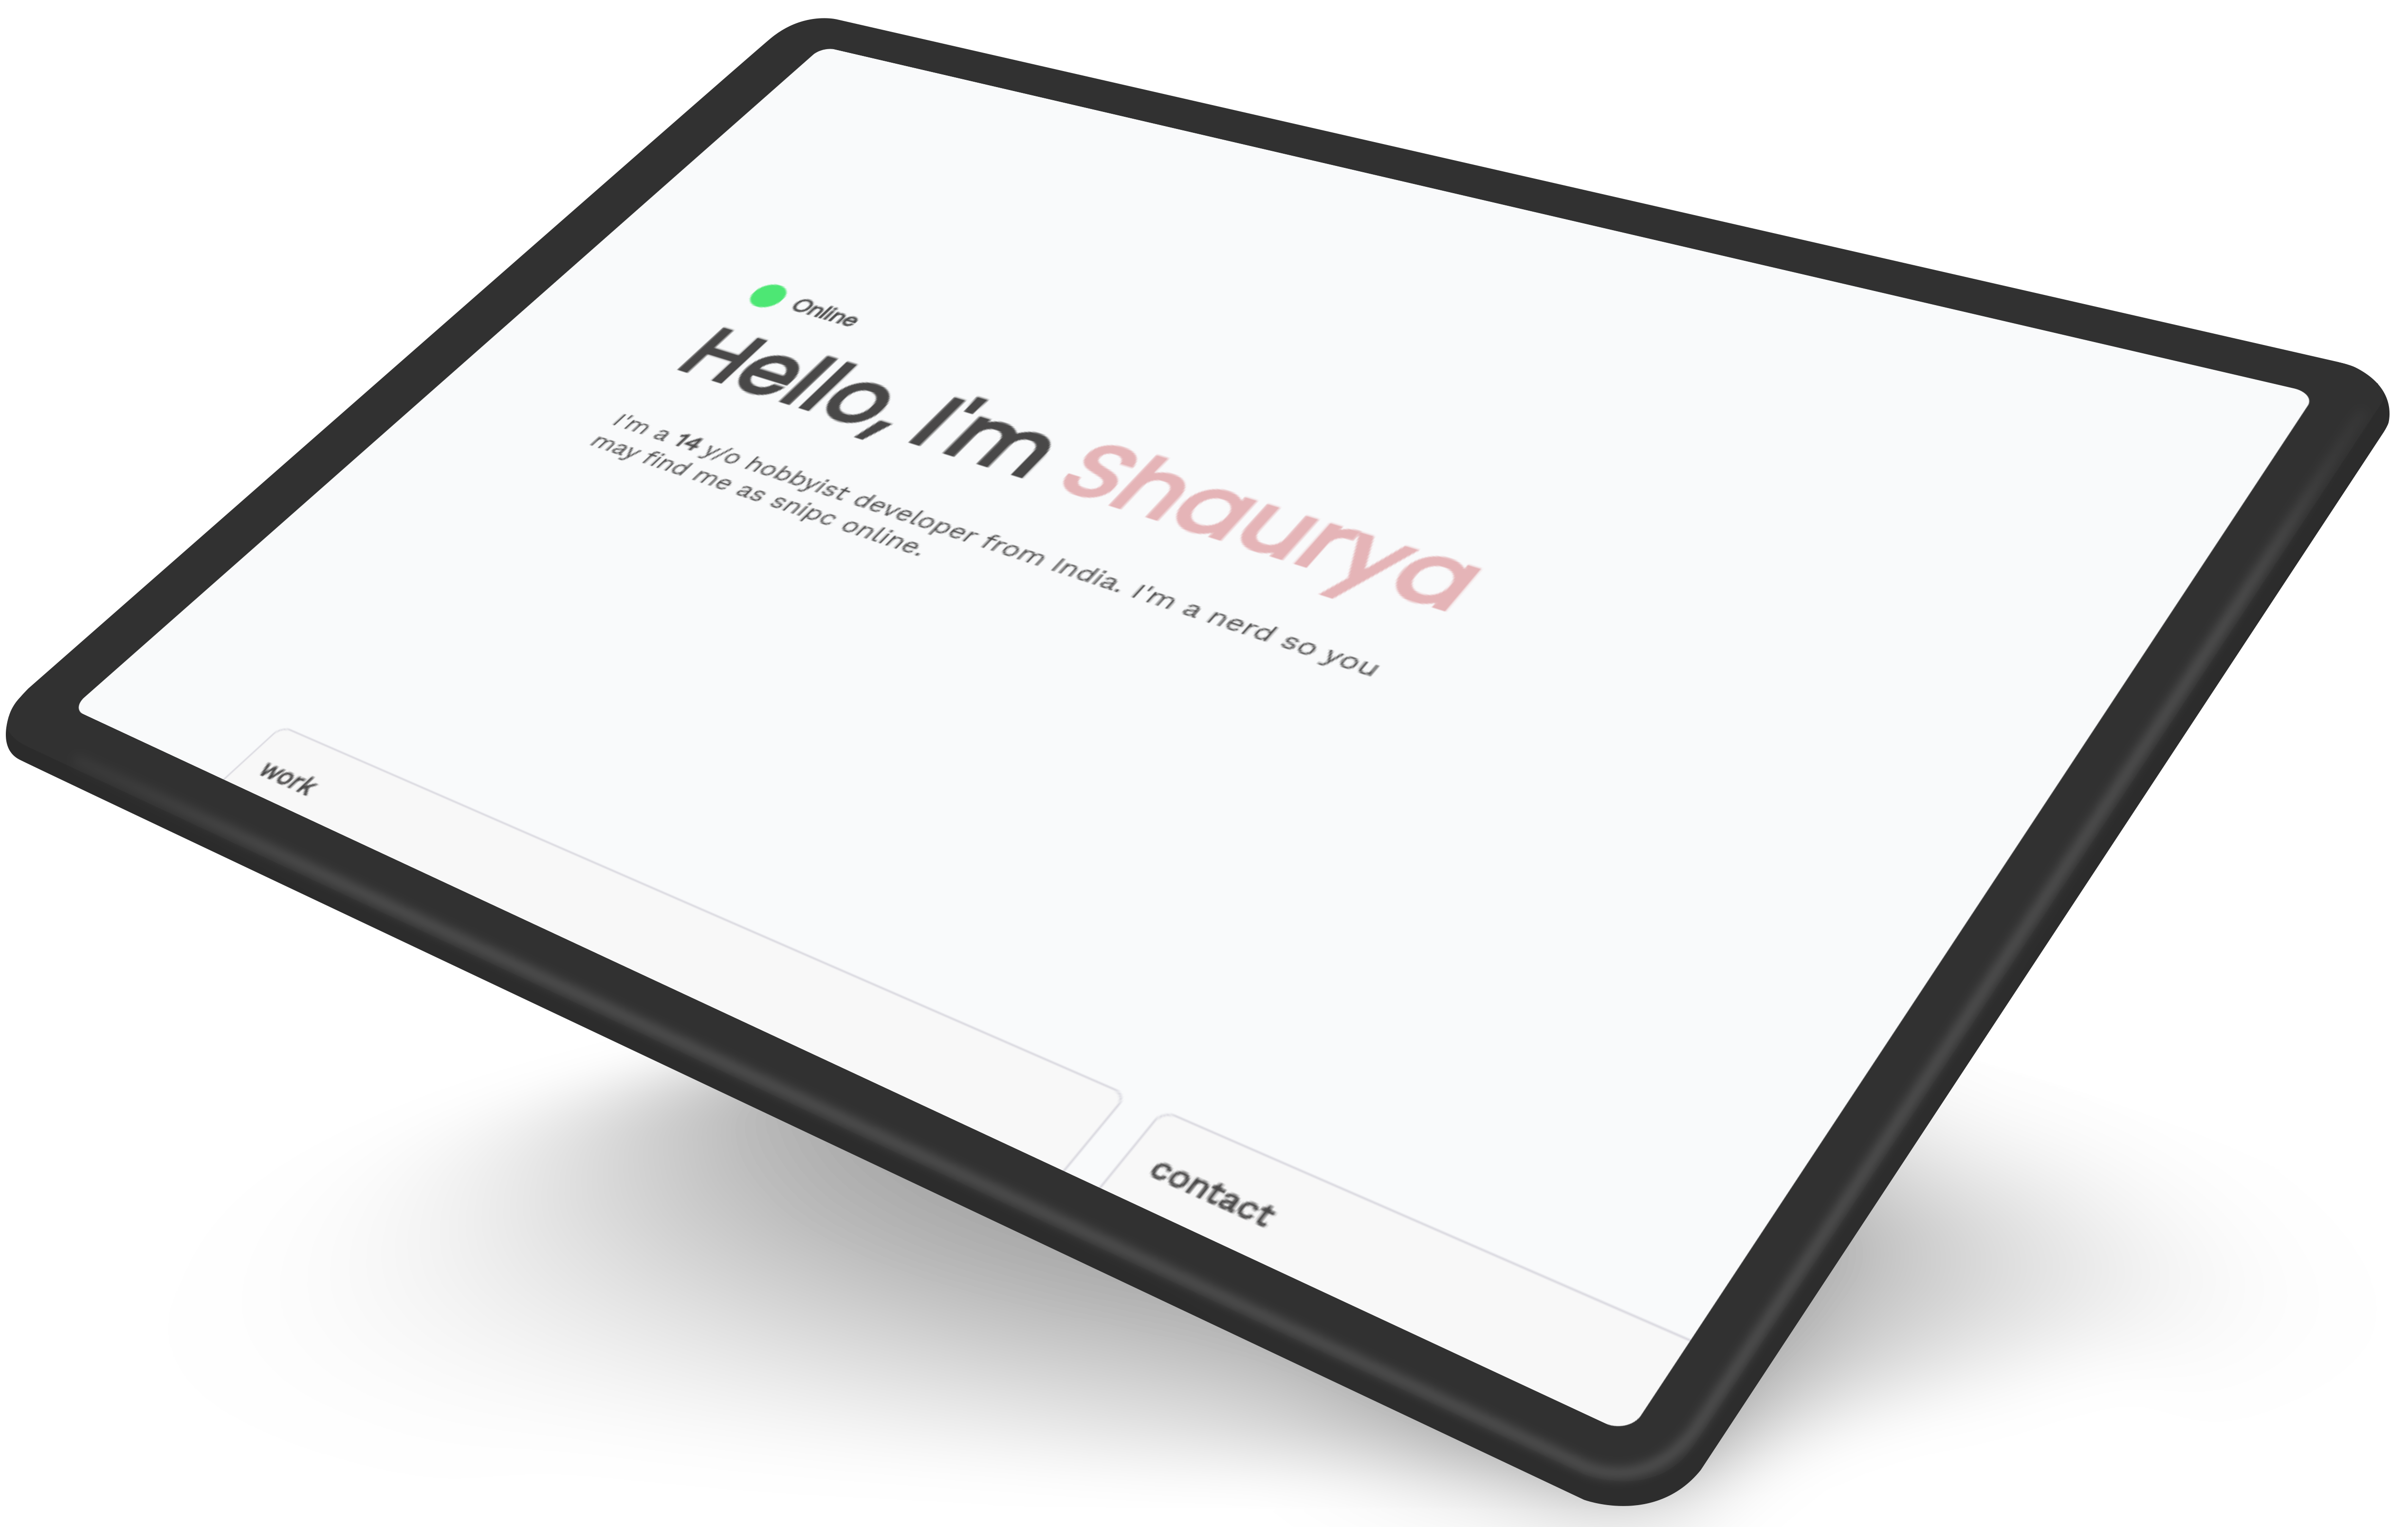 Online
Hello, I'm Shaurya
I'm a 14 y/o hobbyist developer from India. I'm a nerd so you
may find me as snipc online.
work
contact